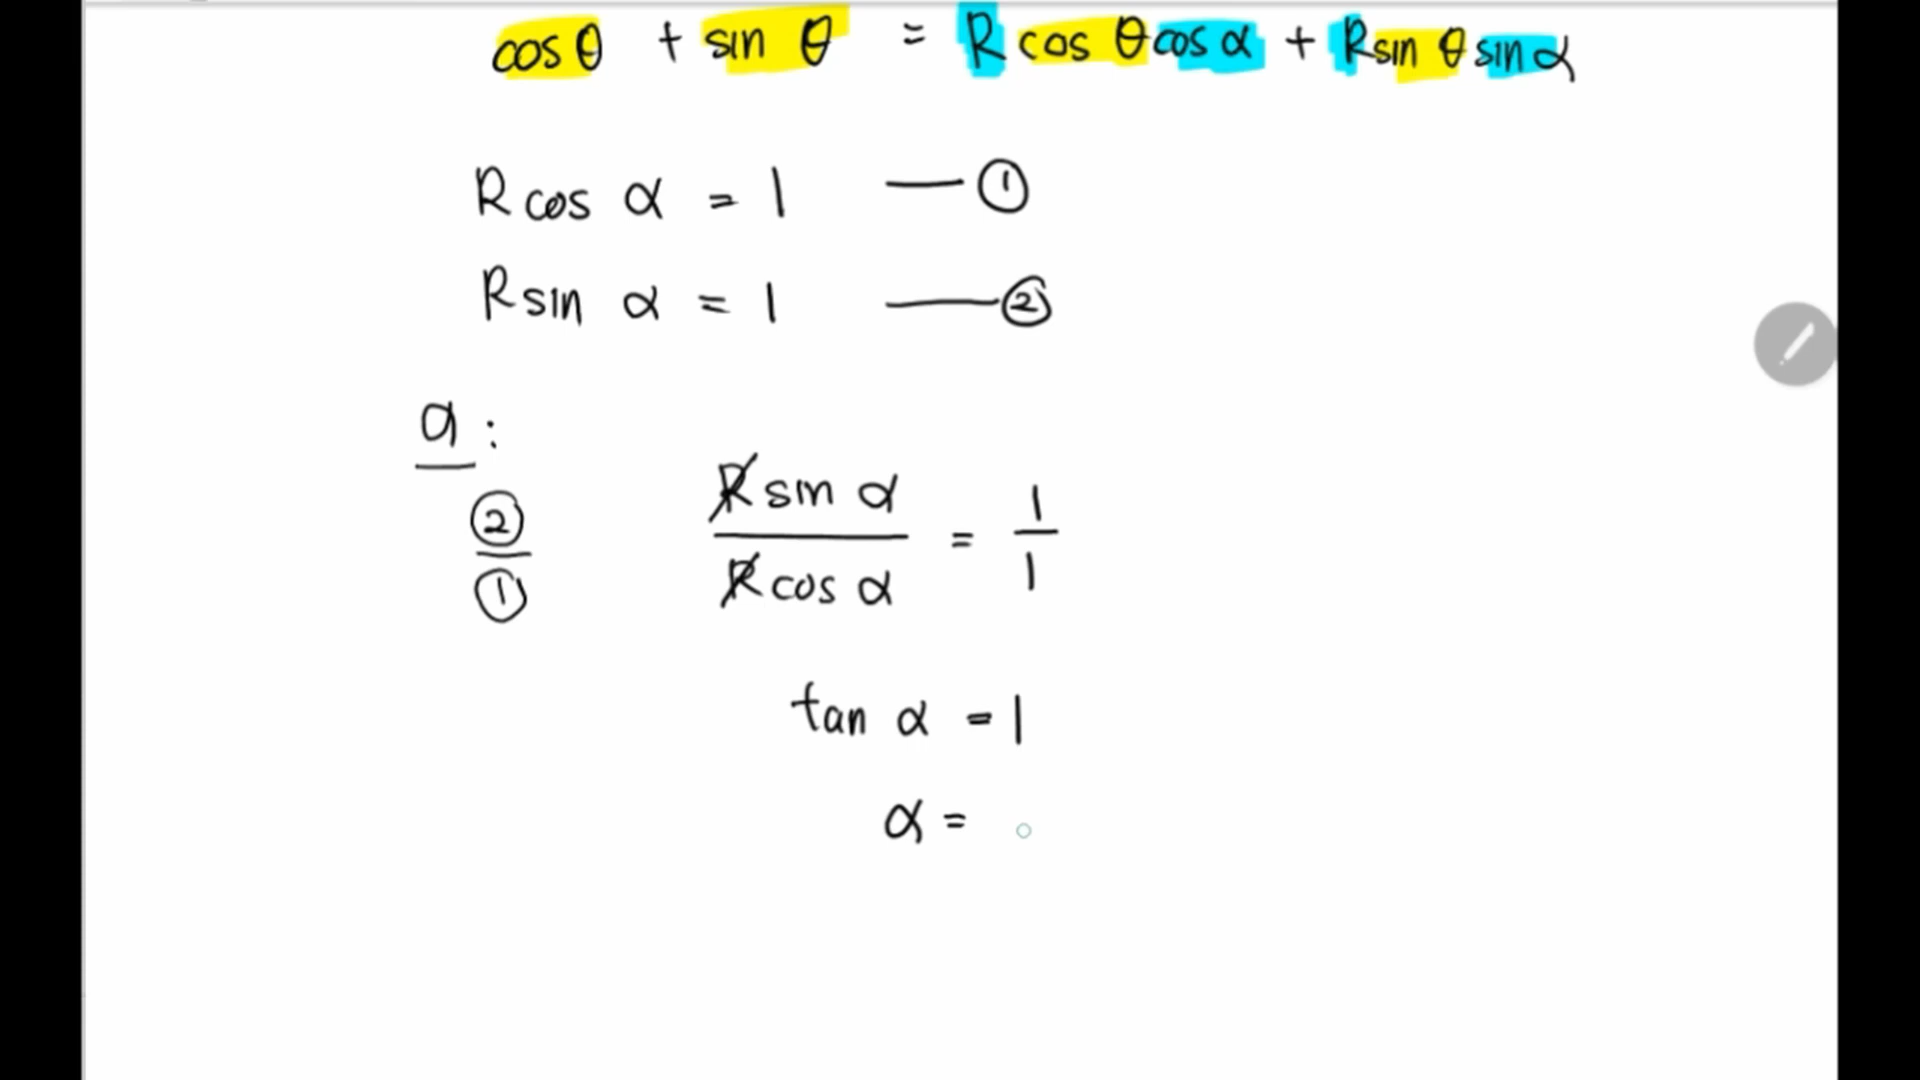 cos θ + sin θ = R cos θ cos α + R sin θ sin α
R cos α = 1 — ①
R sin α = 1 — ②
a :
②/① R sin α / R cos α = 1/1
tan α = 1
α =